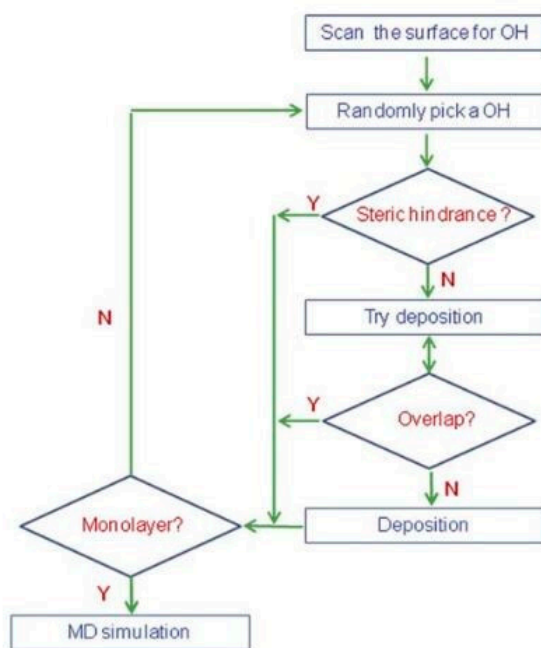 Scan the surface for OH
Randomly pick a OH
Steric hindrance ?
Y
N
N
Try deposition
Y
Overlap?
N
Monolayer?
Deposition
Y
MD simulation